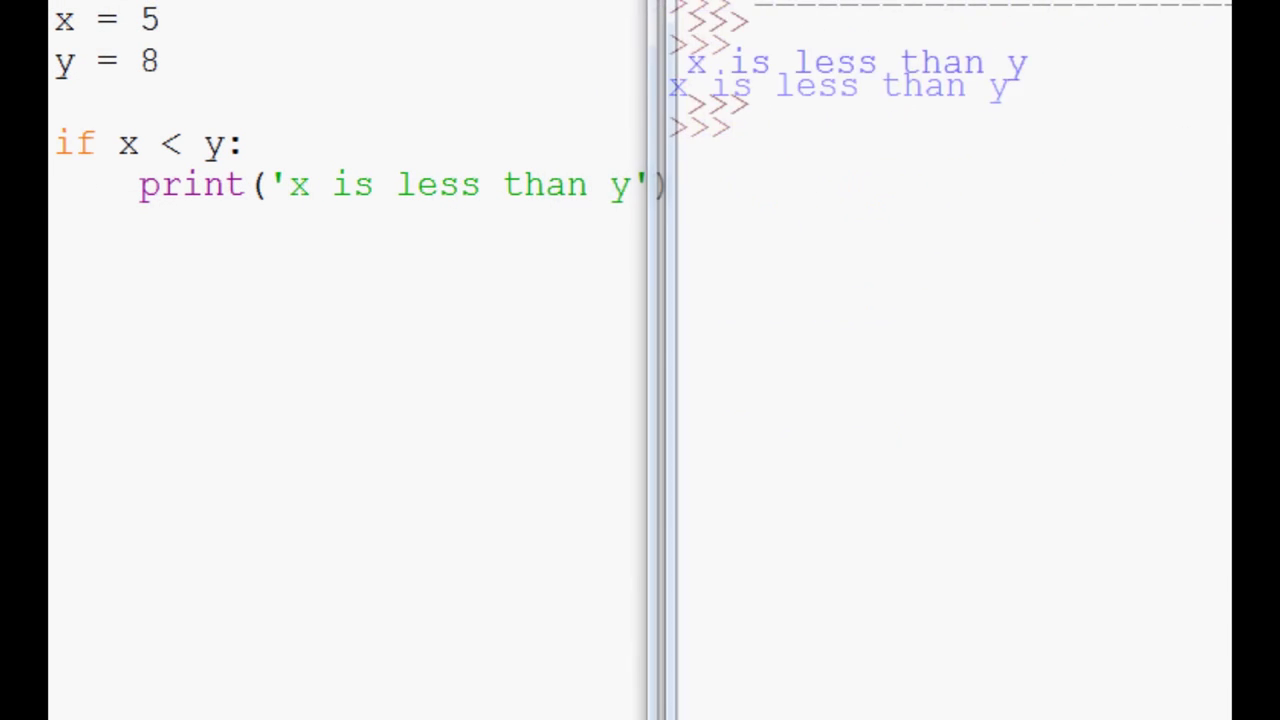 x = 5
y = 8
if x < y:
    print('x is less than y')
>>>
>>>
>>>
x is less than y
x is less than y
>>>
>>>